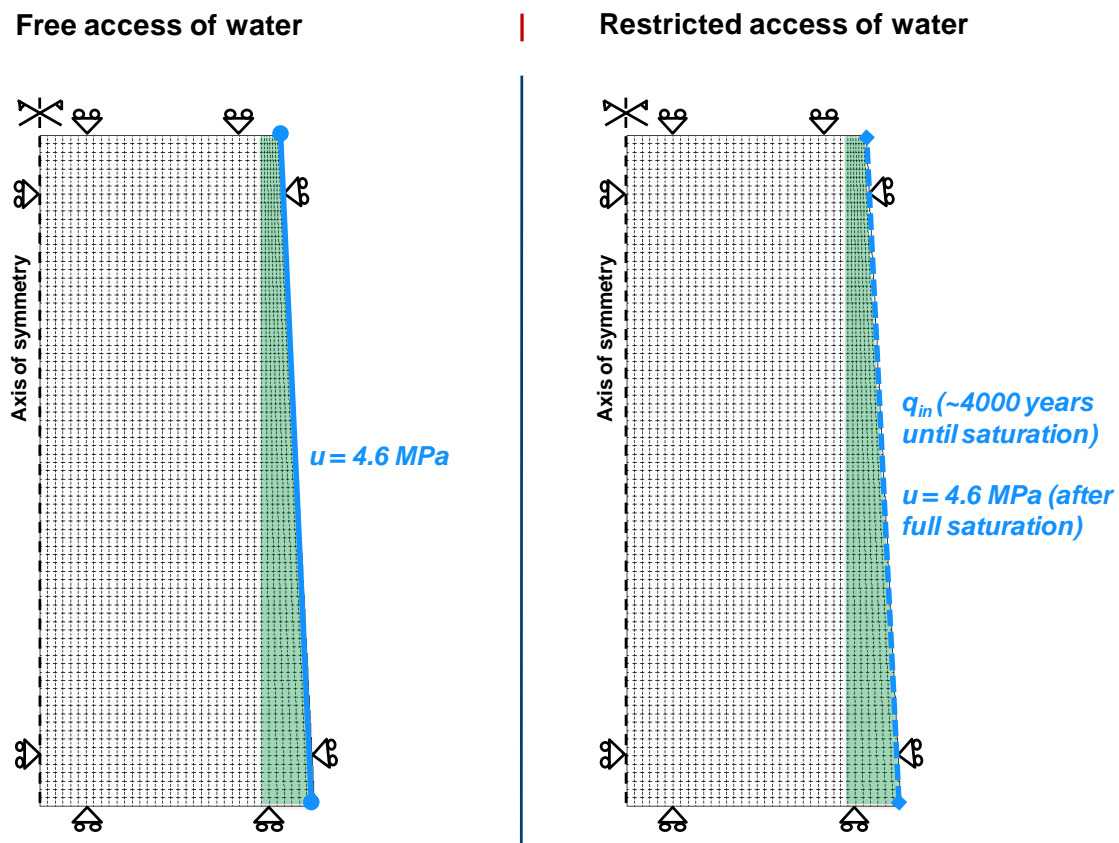 Free access of water
Axis of symmetry
u = 4.6 MPa
Restricted access of water
Axis of symmetry
q_in (~4000 years
until saturation)
u = 4.6 MPa (after
full saturation)